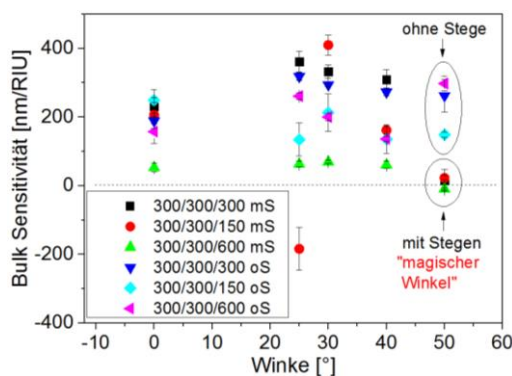 ohne Stege
400
200
0
-200
-400
Bulk Sensitivität [nm/RIU]
300/300/300 mS
300/300/150 mS
300/300/600 mS
300/300/300 oS
300/300/150 oS
300/300/600 oS
mit Stegen
"magischer
Winkel"
-10 0 10 20 30 40 50 60
Winke [°]